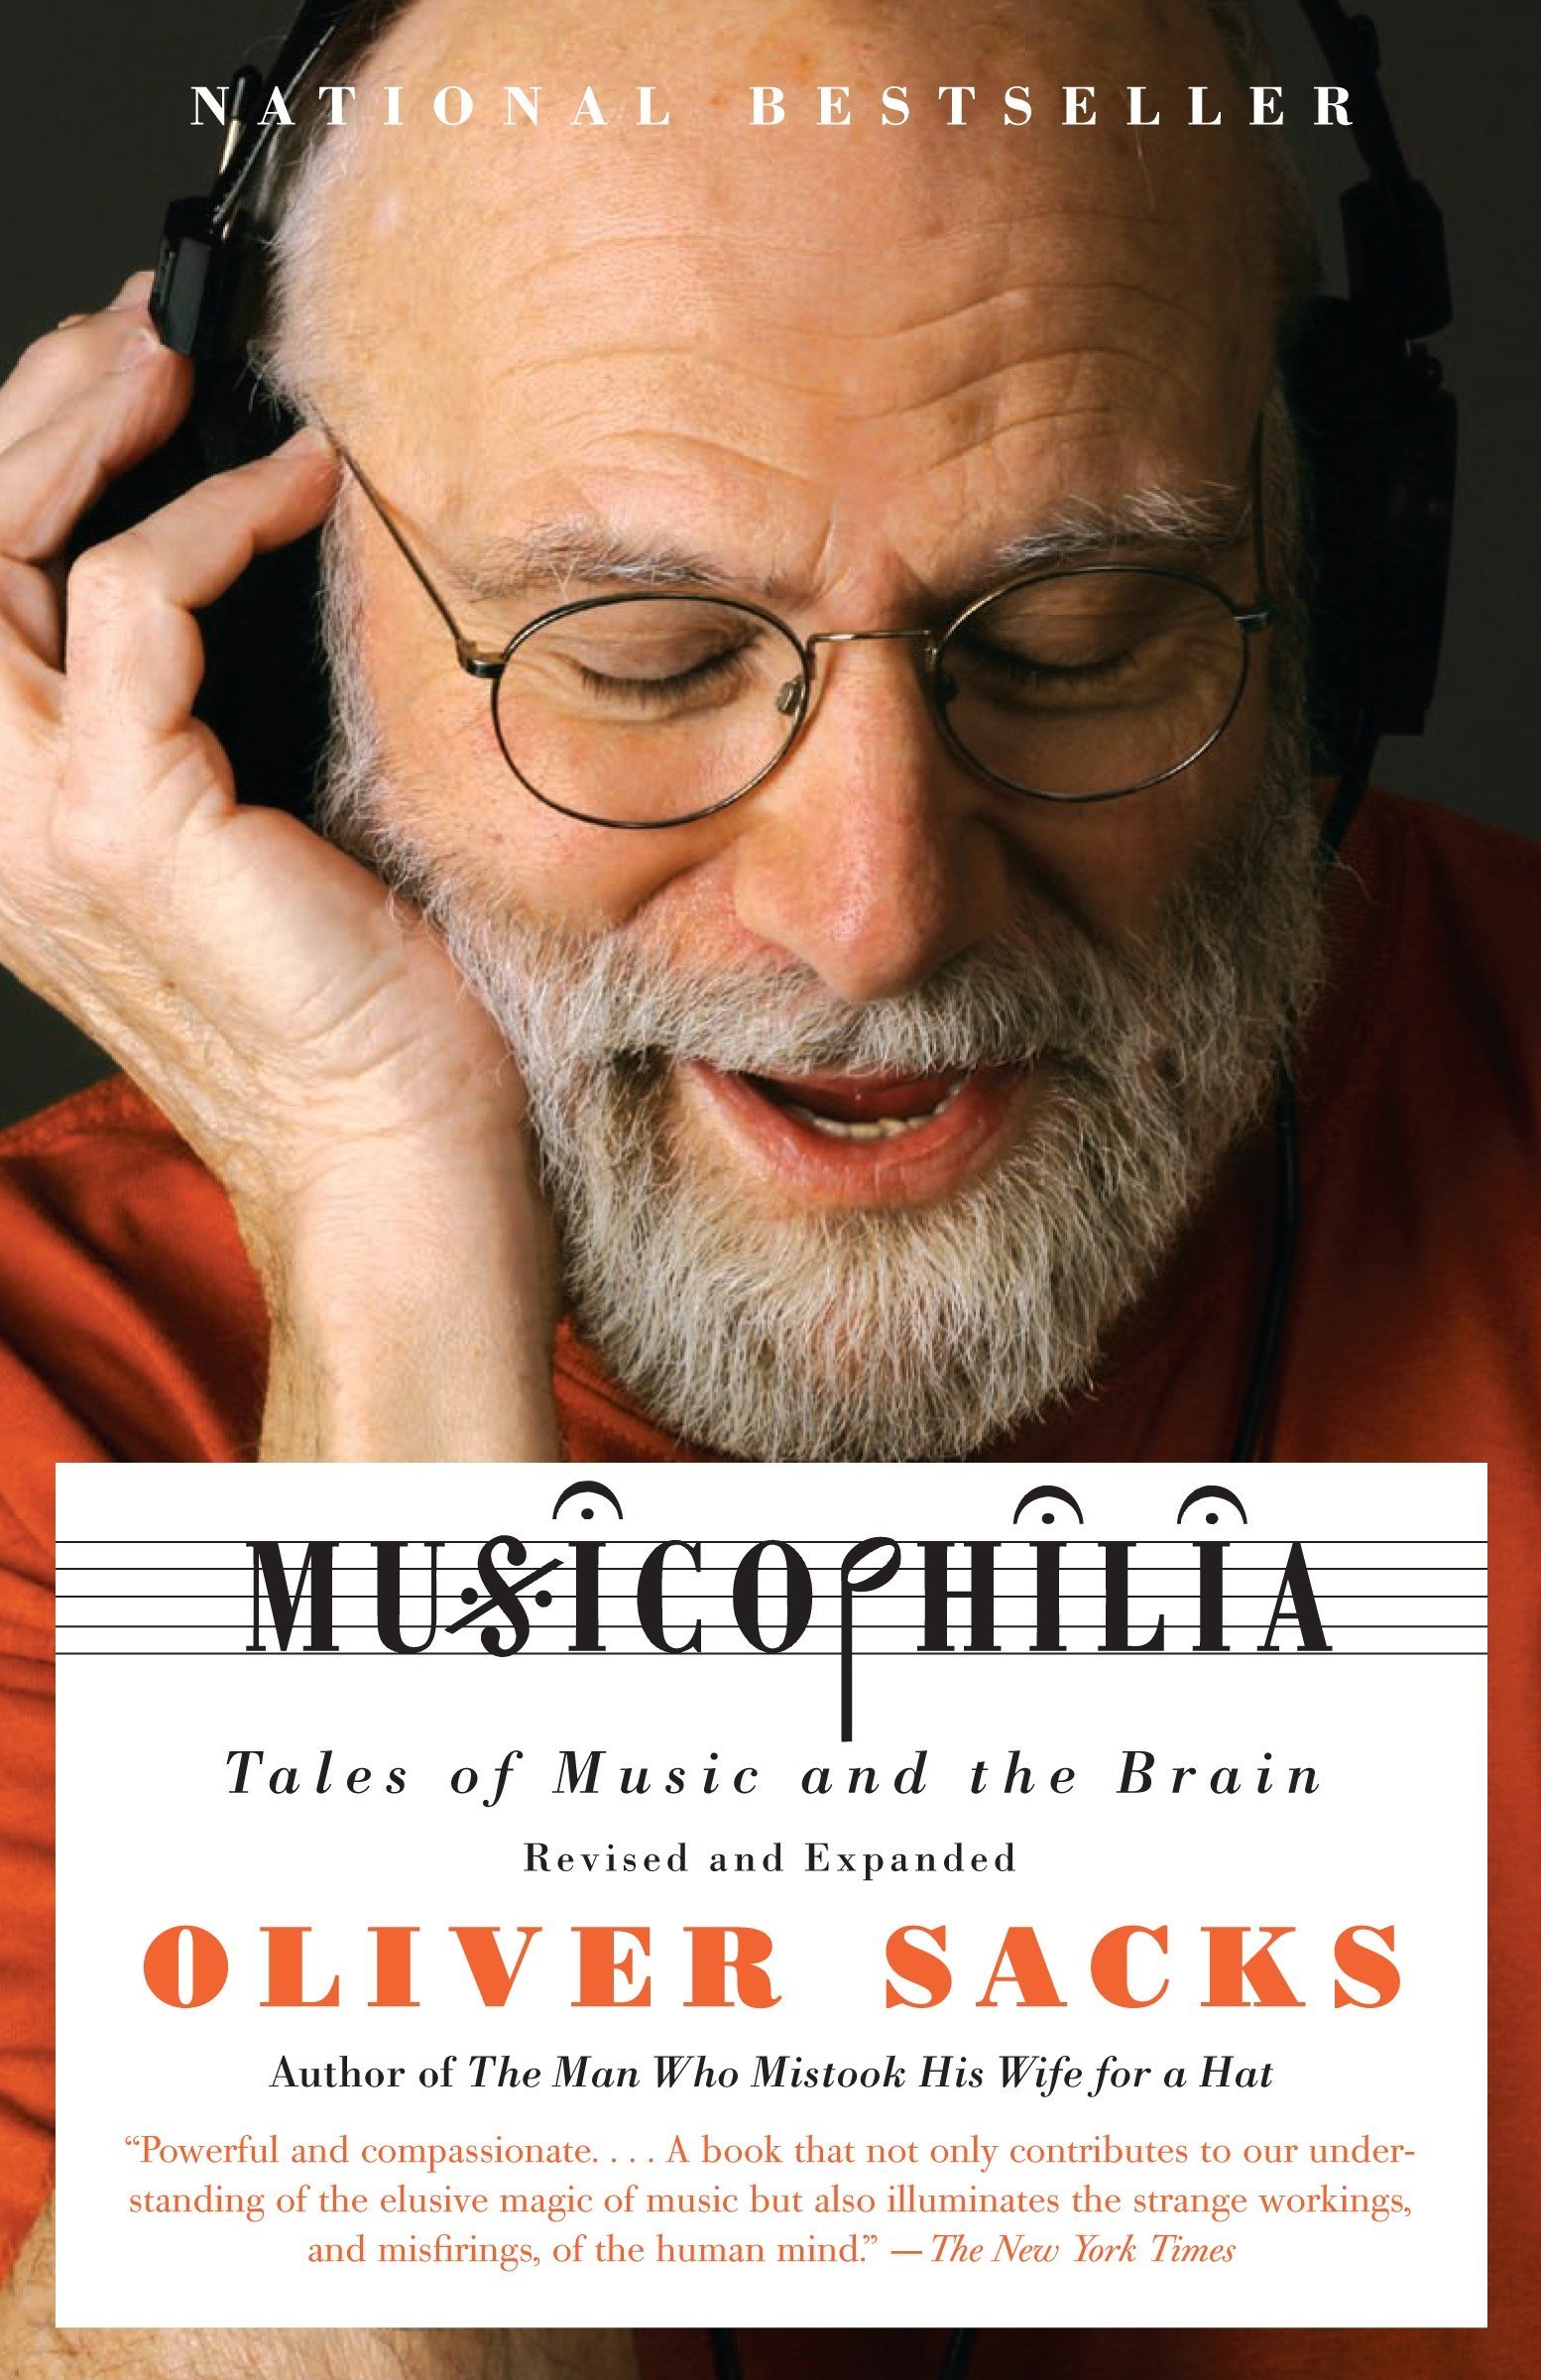 NATIONAL BESTSELLER
MUSICOPHILIA
Tales of Music and the Brain
Revised and Expanded
OLIVER SACKS
Author of The Man Who Mistook His Wife for a Hat
“Powerful and compassionate. . . . A book that not only contributes to our under-
standing of the elusive magic of music but also illuminates the strange workings,
and misfirings, of the human mind.” —The New York Times